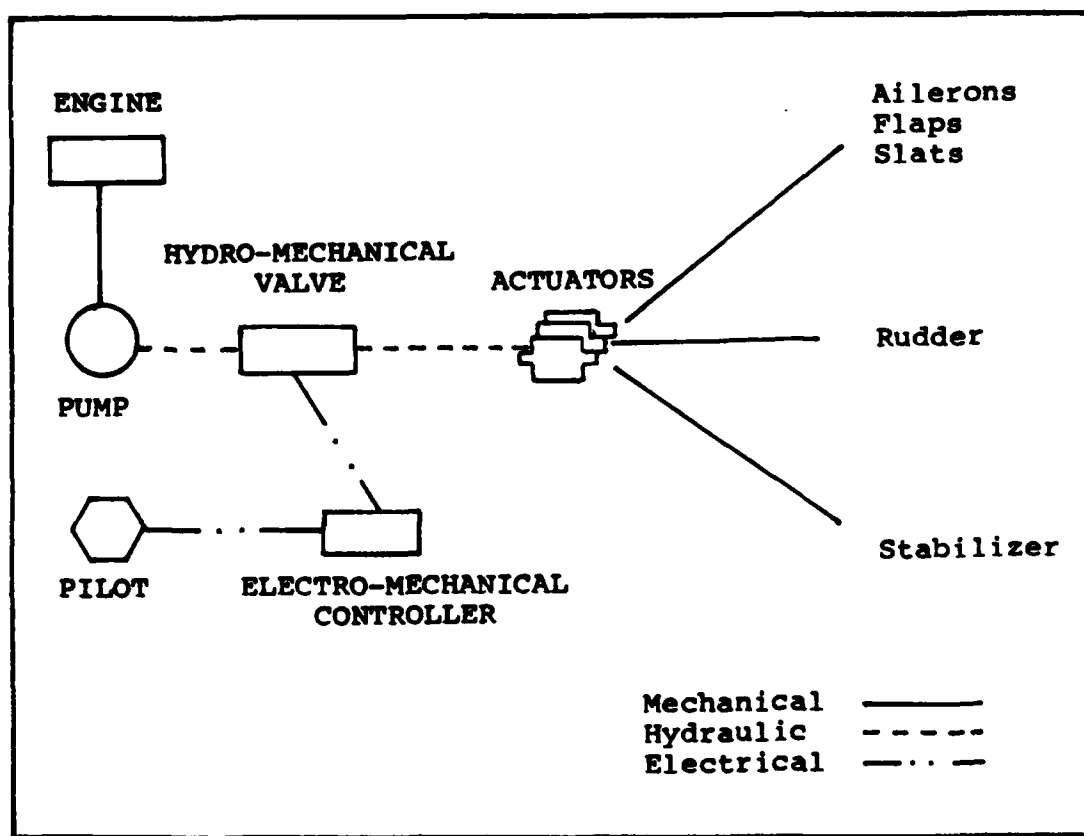 ENGINE
Ailerons
Flaps
Slats
HYDRO-MECHANICAL
VALVE
ACTUATORS
Rudder
PUMP
Stabilizer
PILOT
ELECTRO-MECHANICAL
CONTROLLER
Mechanical
Hydraulic
Electrical